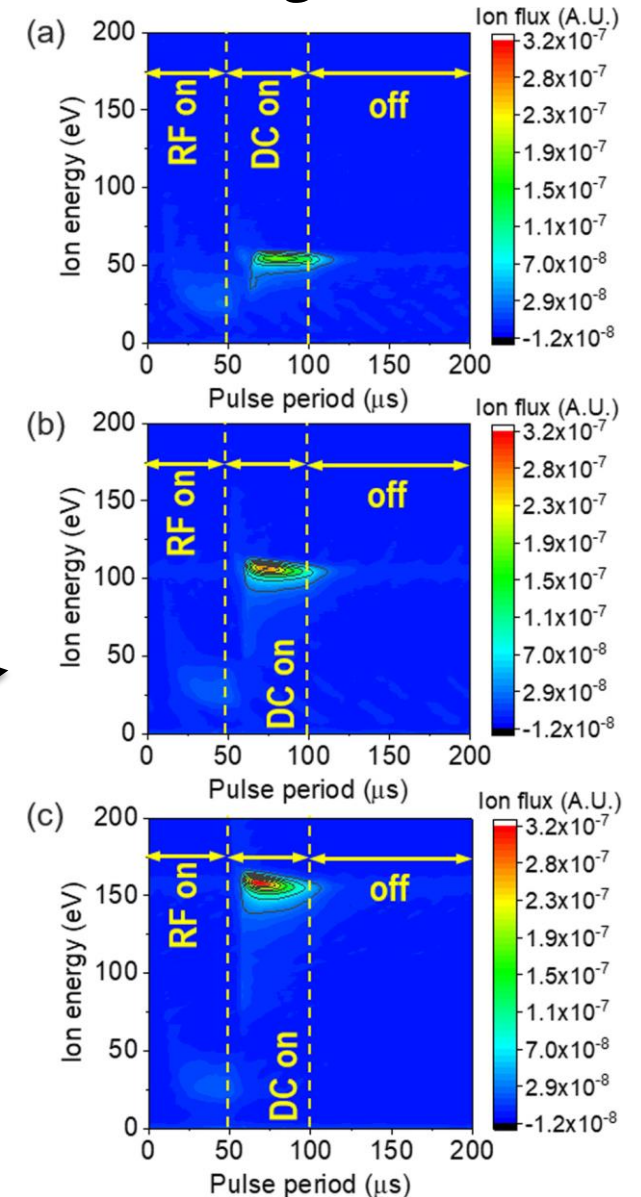 (a)
Ion flux (A.U.)
200
150
100
50
0
Ion energy (eV)
RF on
DC on
off
0 50 100 150 200
Pulse period (μs)
3.2x10⁻⁷
2.8x10⁻⁷
2.3x10⁻⁷
1.9x10⁻⁷
1.5x10⁻⁷
1.1x10⁻⁷
7.0x10⁻⁸
2.9x10⁻⁸
-1.2x10⁻⁸
(b)
Ion flux (A.U.)
200
150
100
50
0
Ion energy (eV)
RF on
DC on
off
0 50 100 150 200
Pulse period (μs)
3.2x10⁻⁷
2.8x10⁻⁷
2.3x10⁻⁷
1.9x10⁻⁷
1.5x10⁻⁷
1.1x10⁻⁷
7.0x10⁻⁸
2.9x10⁻⁸
-1.2x10⁻⁸
(c)
Ion flux (A.U.)
200
150
100
50
0
Ion energy (eV)
RF on
DC on
off
0 50 100 150 200
Pulse period (μs)
3.2x10⁻⁷
2.8x10⁻⁷
2.3x10⁻⁷
1.9x10⁻⁷
1.5x10⁻⁷
1.1x10⁻⁷
7.0x10⁻⁸
2.9x10⁻⁸
-1.2x10⁻⁸